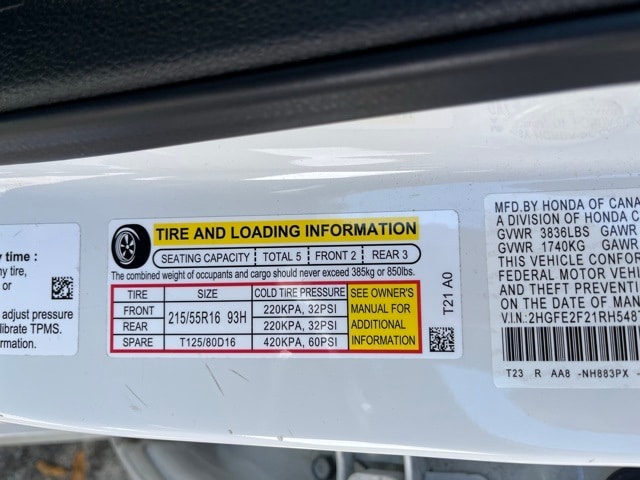 y time :
y tire,
or
adjust pressure
librate TPMS.
TIRE AND LOADING INFORMATION
SEATING CAPACITY TOTAL 5 FRONT 2 REAR 3
The combined weight of occupants and cargo should never exceed 385kg or 850lbs.
TIRE SIZE COLD TIRE PRESSURE SEE OWNER'S MANUAL FOR ADDITIONAL INFORMATION
FRONT 215/55R16 93H 220KPA, 32PSI
REAR 220KPA, 32PSI
SPARE T125/80D16 420KPA, 60PSI
T21 A0
MFD.BY HONDA OF CANA
A DIVISION OF HONDA C
GVWR 3836LBS GAWR
GVWR 1740KG GAWR
THIS VEHICLE CONFOR
FEDERAL MOTOR VEHIC
AND THEFT PREVENTION
ON THE DATE OF MAN
V.I.N.:2HGFE2F21RH548
T23 R AA8 -NH883PX -